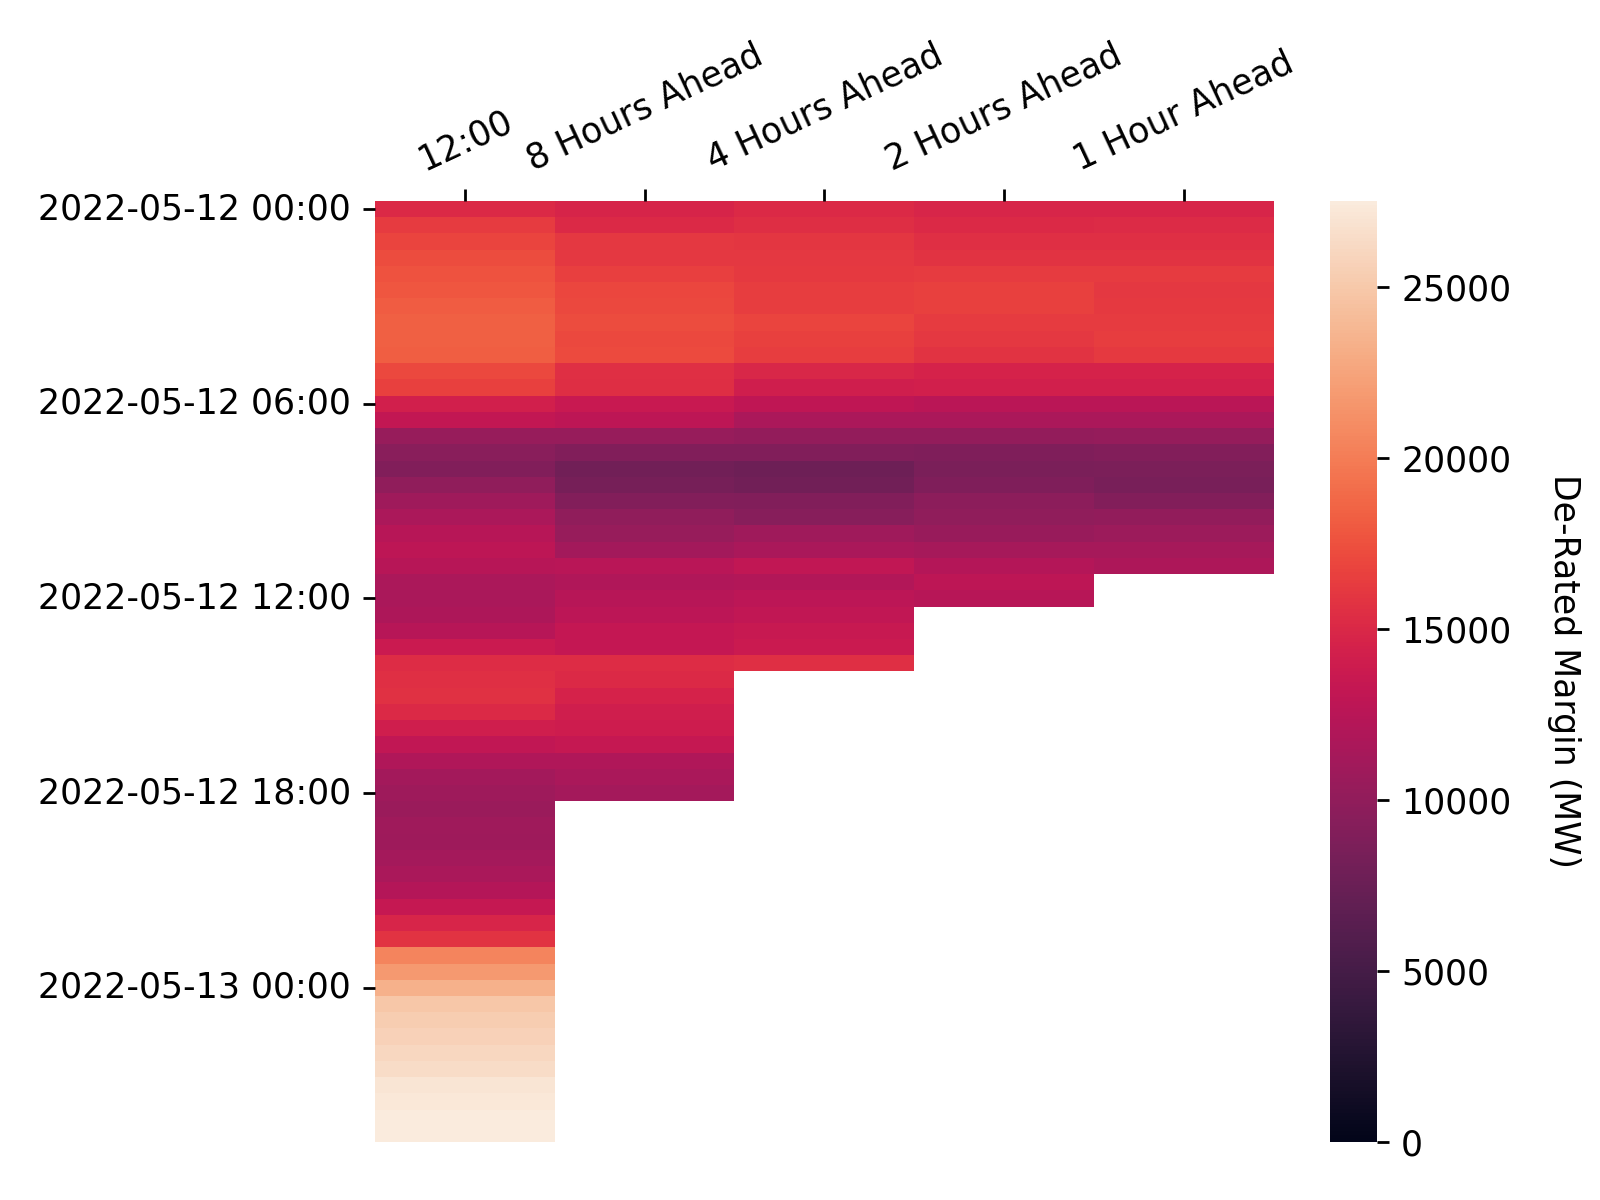 12:00
8 Hours Ahead
4 Hours Ahead
2 Hours Ahead
1 Hour Ahead
2022-05-12 00:00
2022-05-12 06:00
2022-05-12 12:00
2022-05-12 18:00
2022-05-13 00:00
25000
20000
15000
10000
5000
0
De-Rated Margin (MW)